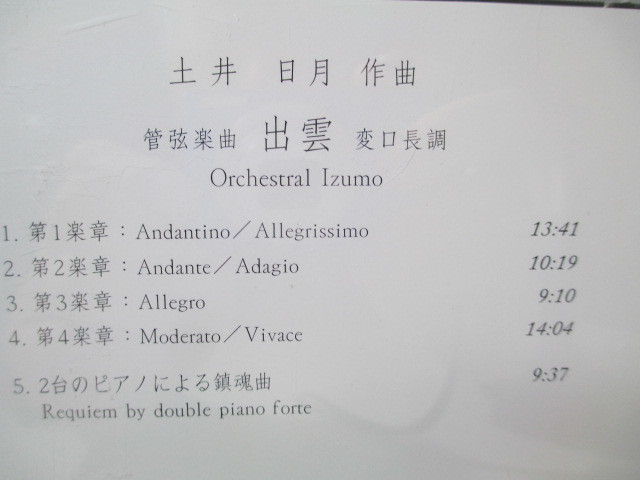 土井 日月 作曲
管弦楽曲 出雲 変ロ長調
Orchestral Izumo
1. 第1楽章：Andantino／Allegrissimo 13:41
2. 第2楽章：Andante／Adagio 10:19
3. 第3楽章：Allegro 9:10
4. 第4楽章：Moderato／Vivace 14:04
5. 2台のピアノによる鎮魂曲 9:37
Requiem by double piano forte